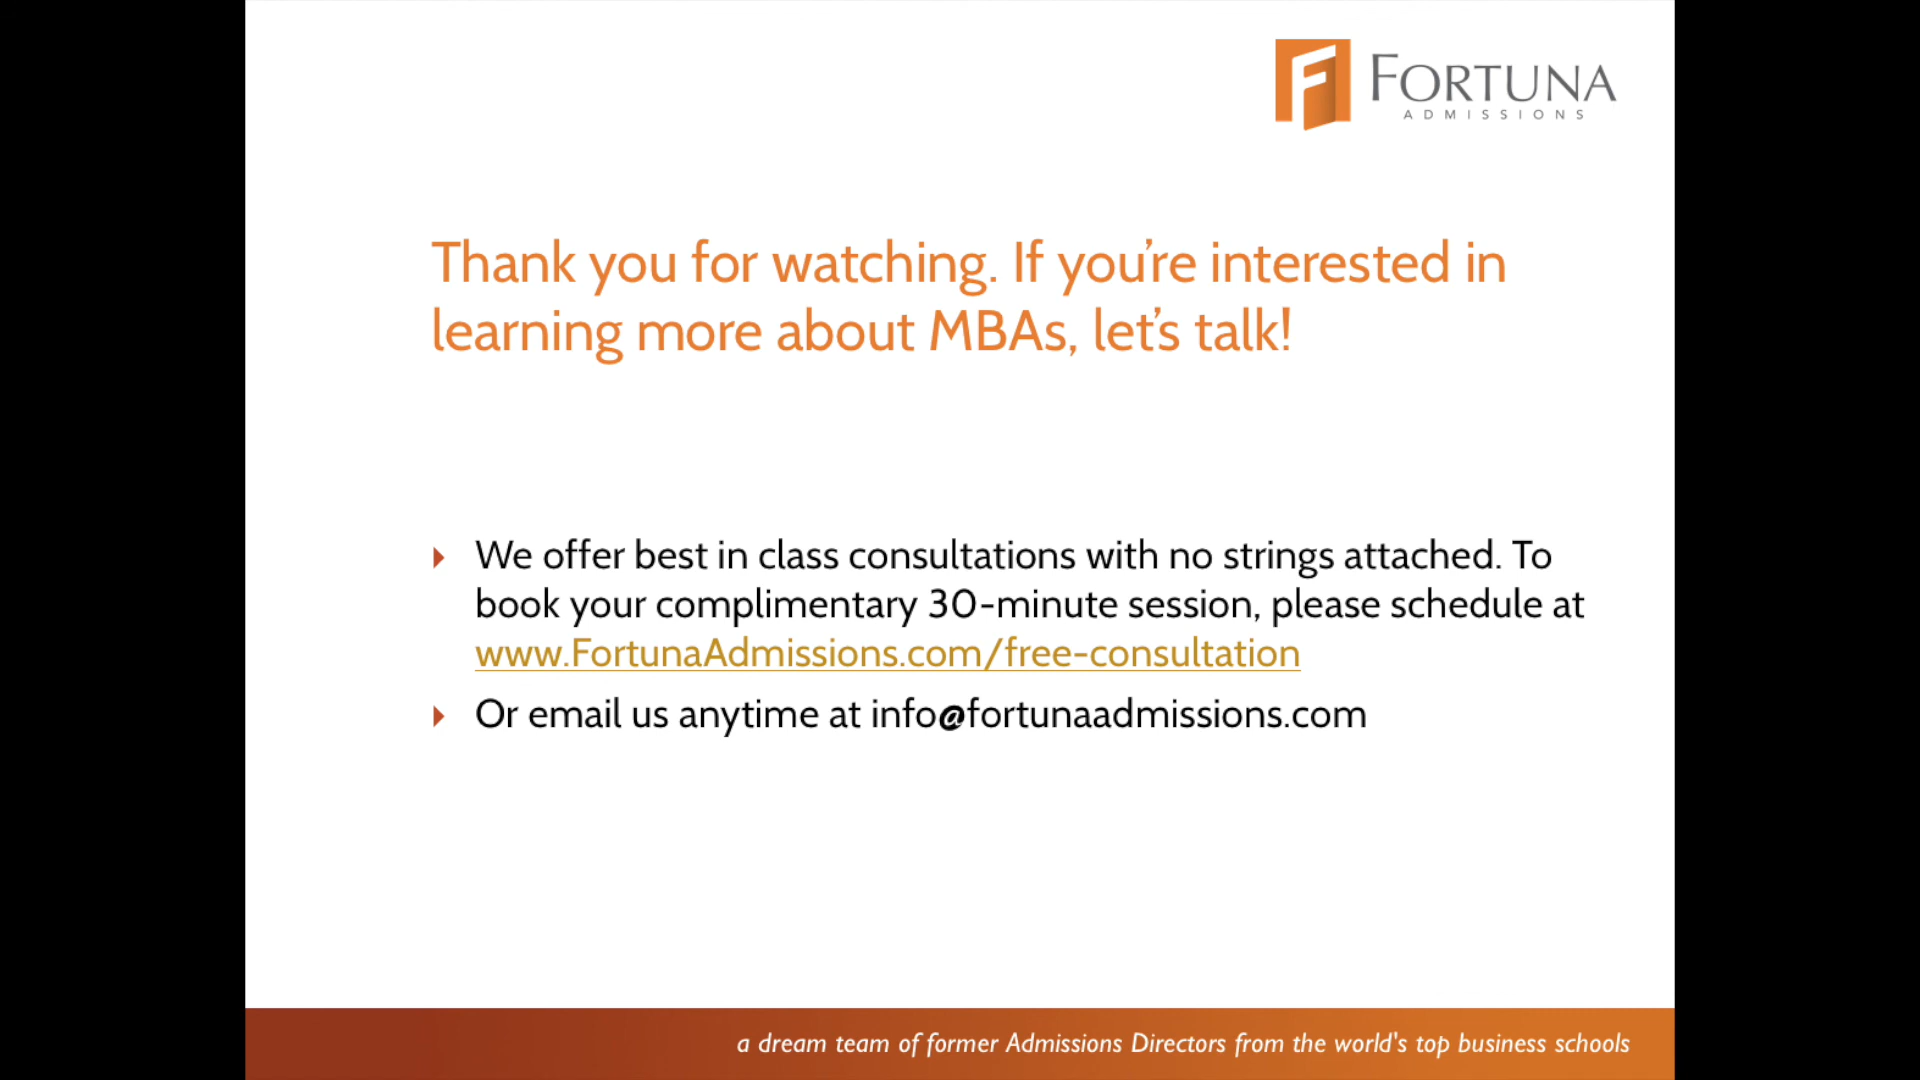 FORTUNA
ADMISSIONS
Thank you for watching. If you're interested in
learning more about MBAs, let's talk!
We offer best in class consultations with no strings attached. To
book your complimentary 30-minute session, please schedule at
www.FortunaAdmissions.com/free-consultation
Or email us anytime at info@fortunaadmissions.com
a dream team of former Admissions Directors from the world's top business schools